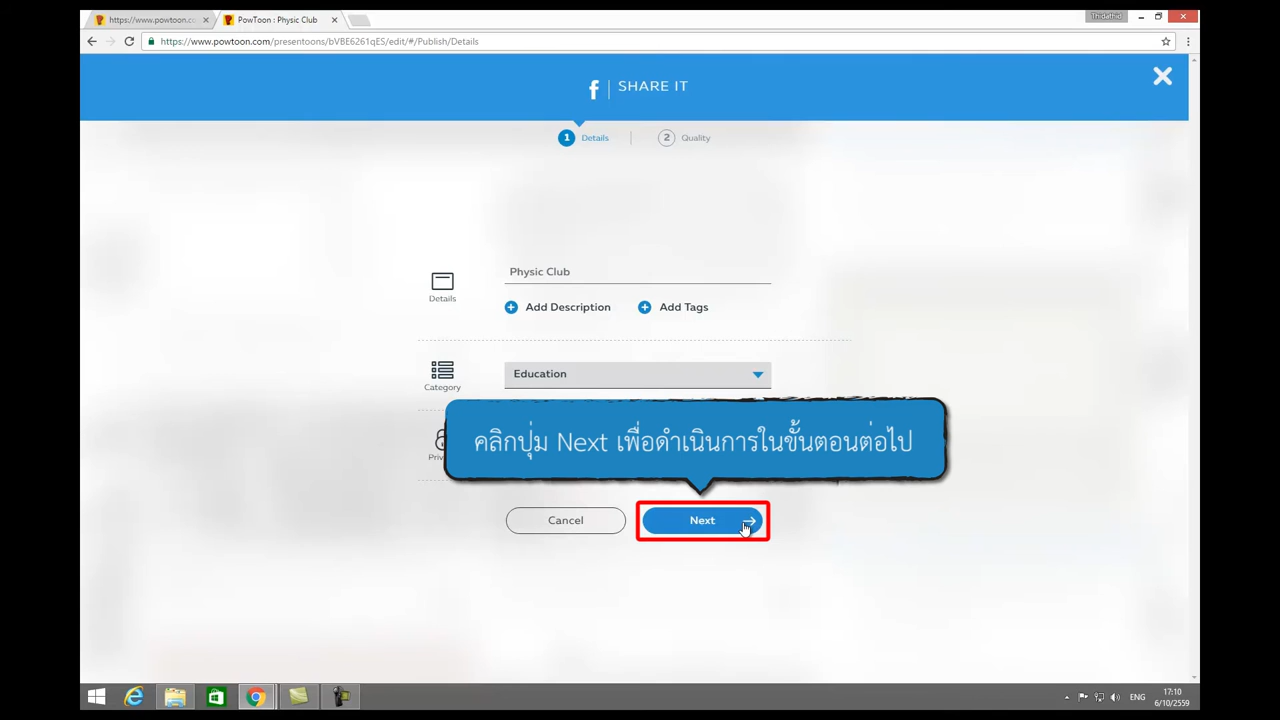 https://www.powtoon.c
PowToon : Physic Club
Thidathid
https://www.powtoon.com/presentoons/bVBE6261qES/edit/#/Publish/Details
f | SHARE IT
1 Details | 2 Quality
Physic Club
Details
Add Description Add Tags
Education
Category
คลิกปุ่ม Next เพื่อดำเนินการในขั้นตอนต่อไป
Cancel Next
ENG
17:10
6/10/2559